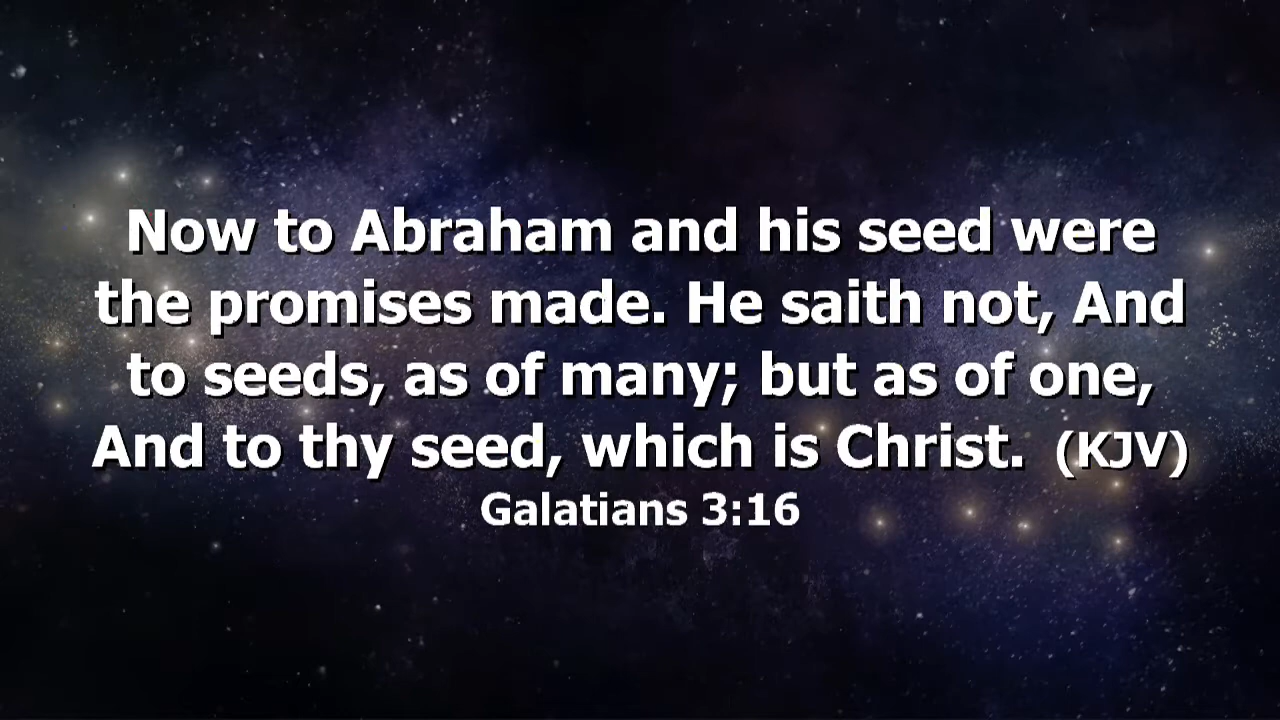 Now to Abraham and his seed were
the promises made. He saith not, And
to seeds, as of many; but as of one,
And to thy seed, which is Christ. (KJV)
Galatians 3:16